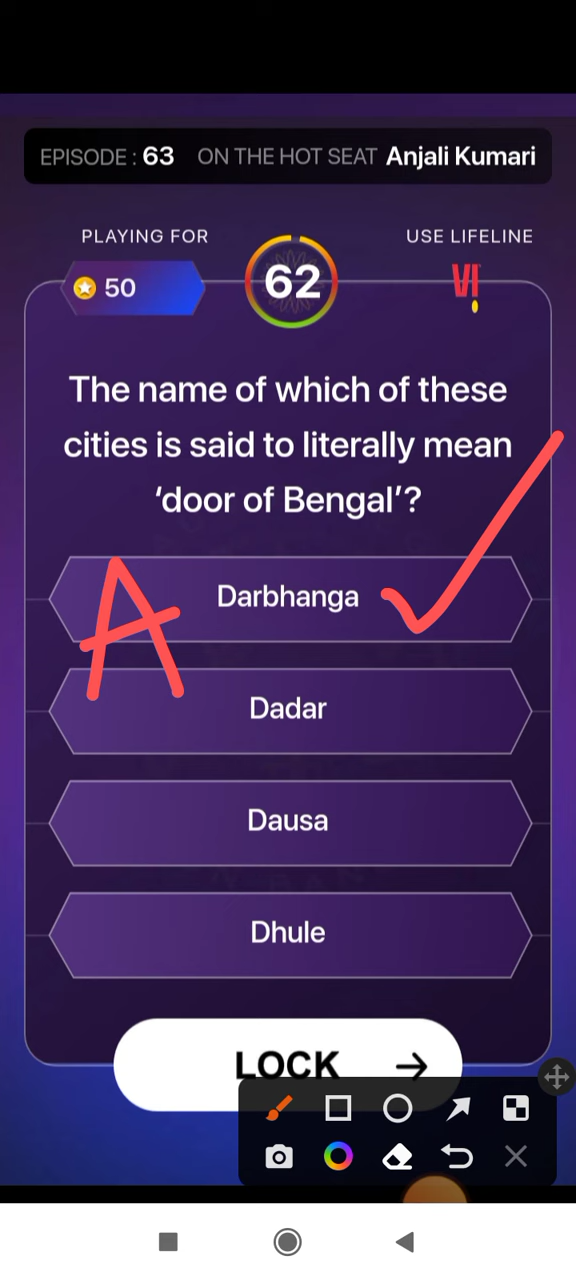 EPISODE : 63 ON THE HOT SEAT Anjali Kumari
PLAYING FOR USE LIFELINE
50 62 VI
The name of which of these
cities is said to literally mean
‘door of Bengal’?
A Darbhanga
Dadar
Dausa
Dhule
LOCK